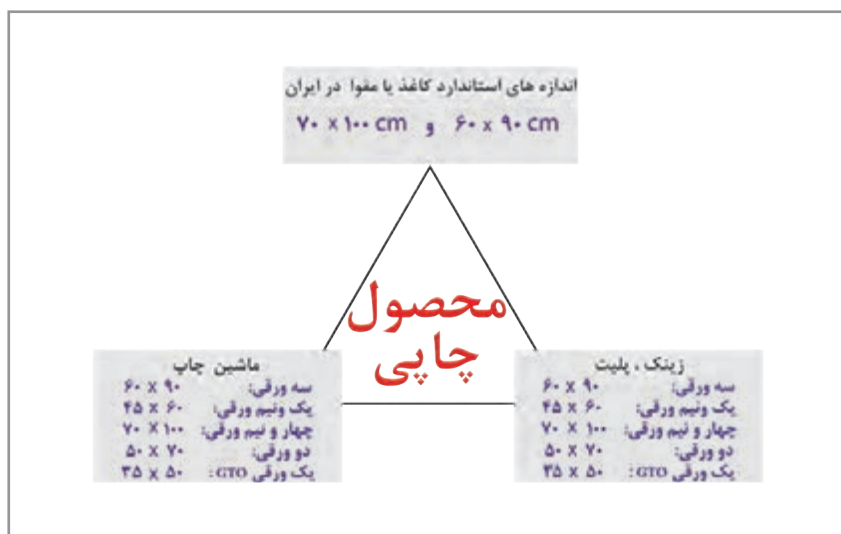 اندازه های استاندارد کاغذ یا مقوا در ایران
۶۰ x ۹۰ cm و ۷۰ x ۱۰۰ cm
محصول
چاپی
زینک ، پلیت
سه ورقی: ۶۰ x ۹۰
یک ونیم ورقی: ۴۵ x ۶۰
چهار و نیم ورقی: ۷۰ x ۱۰۰
دو ورقی: ۵۰ x ۷۰
یک ورقی GTO: ۳۵ x ۵۰
ماشین چاپ
سه ورقی: ۶۰ x ۹۰
یک ونیم ورقی: ۴۵ x ۶۰
چهار و نیم ورقی: ۷۰ x ۱۰۰
دو ورقی: ۵۰ x ۷۰
یک ورقی GTO: ۳۵ x ۵۰